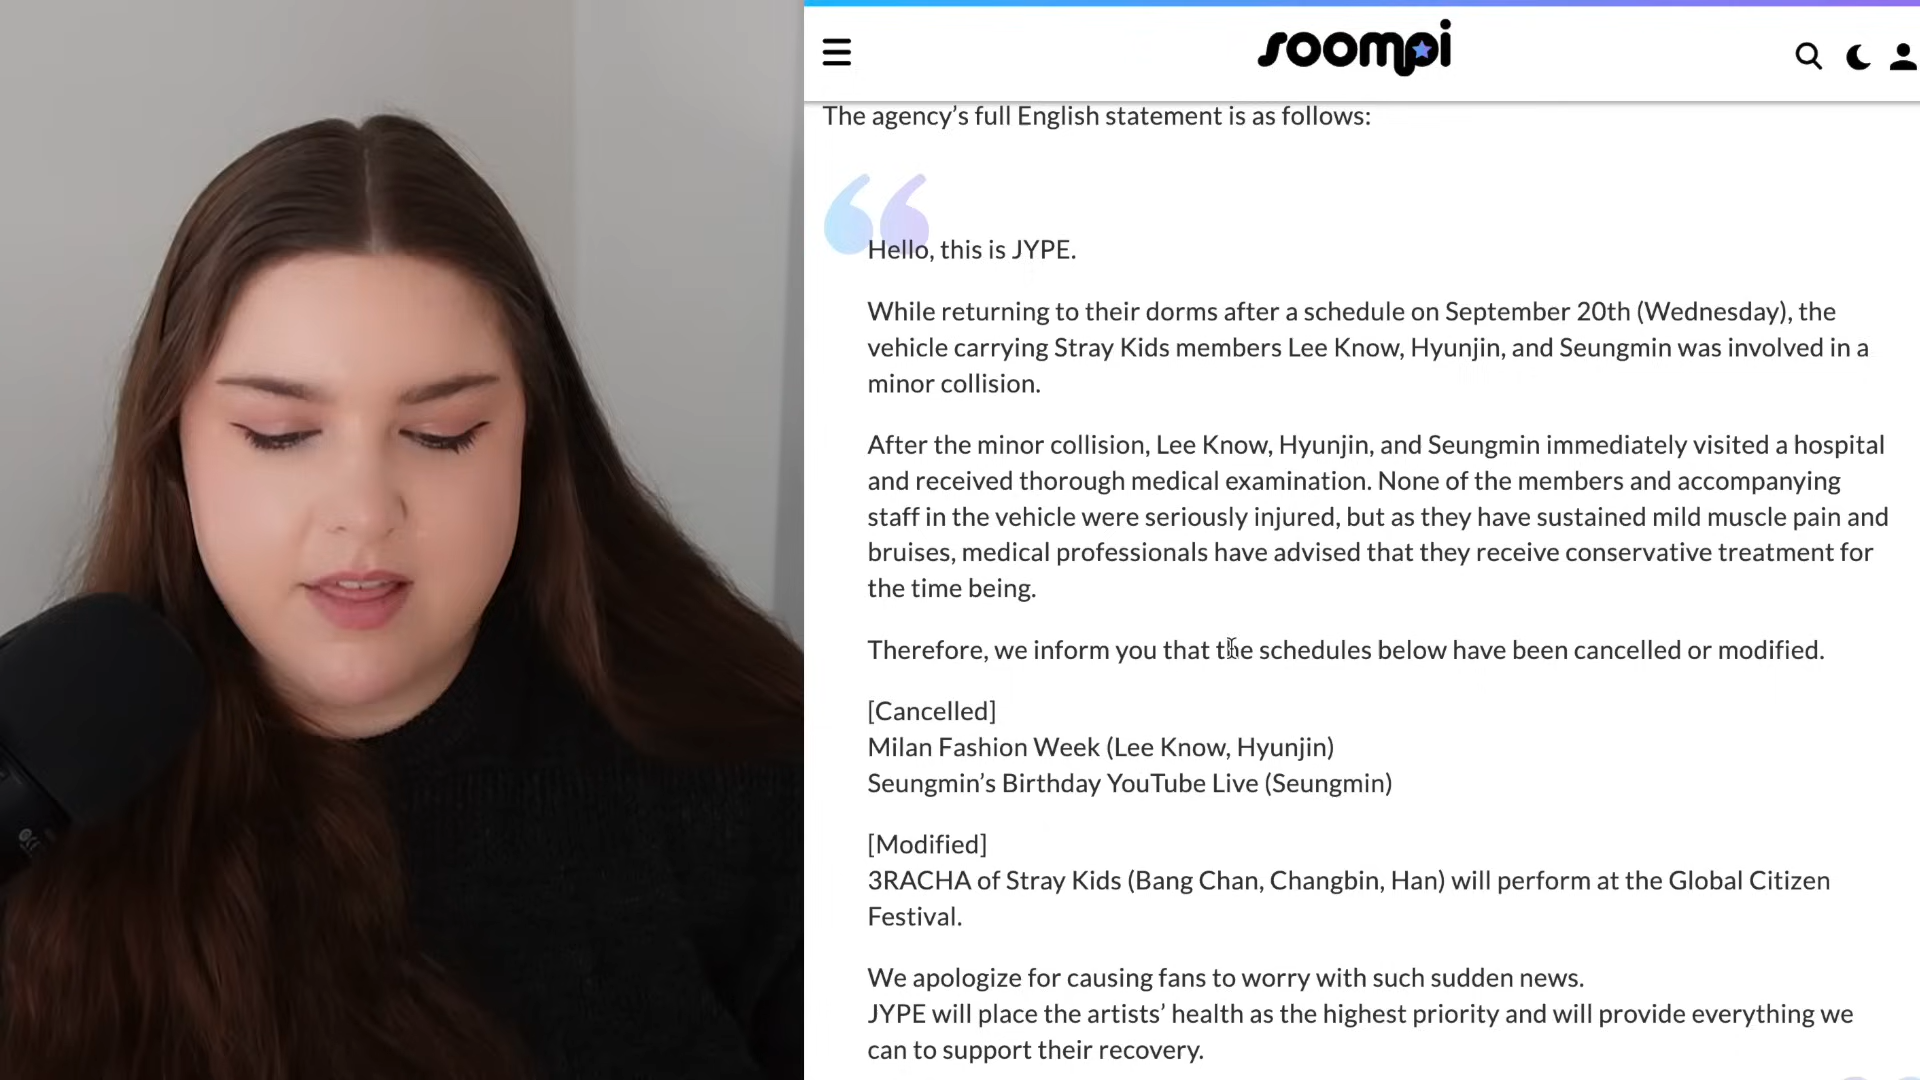 soompi
The agency’s full English statement is as follows:
Hello, this is JYPE.
While returning to their dorms after a schedule on September 20th (Wednesday), the
vehicle carrying Stray Kids members Lee Know, Hyunjin, and Seungmin was involved in a
minor collision.
After the minor collision, Lee Know, Hyunjin, and Seungmin immediately visited a hospital
and received thorough medical examination. None of the members and accompanying
staff in the vehicle were seriously injured, but as they have sustained mild muscle pain and
bruises, medical professionals have advised that they receive conservative treatment for
the time being.
Therefore, we inform you that the schedules below have been cancelled or modified.
[Cancelled]
Milan Fashion Week (Lee Know, Hyunjin)
Seungmin’s Birthday YouTube Live (Seungmin)
[Modified]
3RACHA of Stray Kids (Bang Chan, Changbin, Han) will perform at the Global Citizen
Festival.
We apologize for causing fans to worry with such sudden news.
JYPE will place the artists’ health as the highest priority and will provide everything we
can to support their recovery.